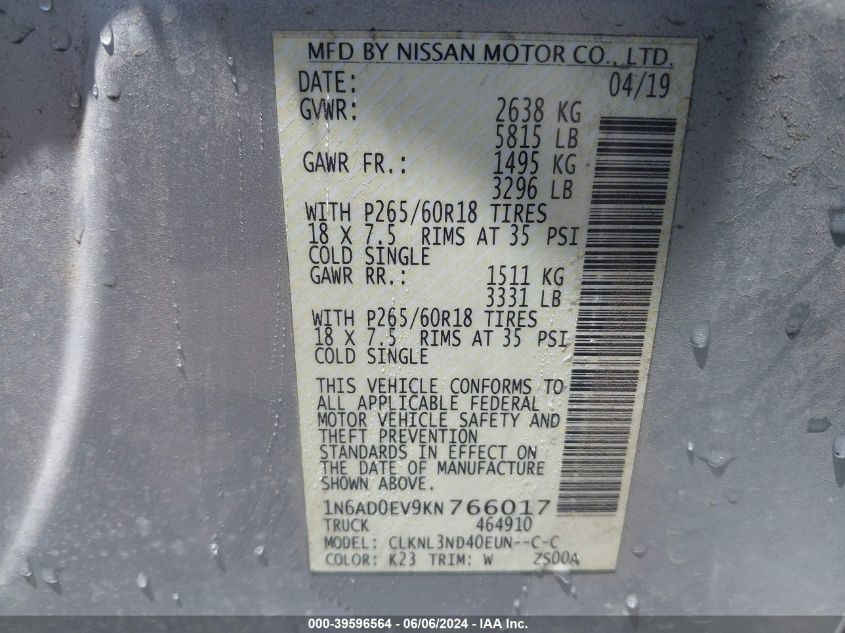 MFD BY NISSAN MOTOR CO., LTD.
DATE: 04/19
GVWR: 2638 KG
5815 LB
GAWR FR.: 1495 KG
3296 LB
WITH P265/60R18 TIRES
18 X 7.5 RIMS AT 35 PSI
COLD SINGLE
GAWR RR.: 1511 KG
3331 LB
WITH P265/60R18 TIRES
18 X 7.5 RIMS AT 35 PSI
COLD SINGLE
THIS VEHICLE CONFORMS TO
ALL APPLICABLE FEDERAL
MOTOR VEHICLE SAFETY AND
THEFT PREVENTION
STANDARDS IN EFFECT ON
THE DATE OF MANUFACTURE
SHOWN ABOVE.
1N6AD0EV9KN766017
TRUCK 464910
MODEL: CLKNL3ND40EUN--C-C
COLOR: K23 TRIM: W ZS00A
000-39596564 / 06/06/2024 - IAA Inc.